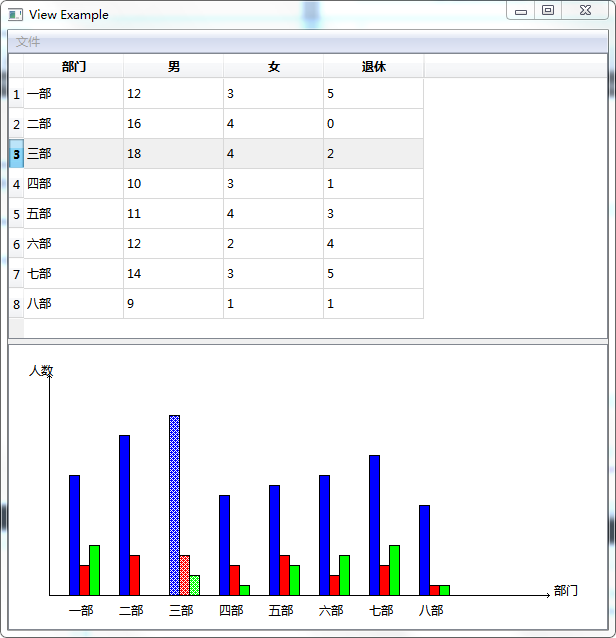 View Example
文件
部门 男 女 退休
1 一部 12 3 5
2 二部 16 4 0
3 三部 18 4 2
4 四部 10 3 1
5 五部 11 4 3
6 六部 12 2 4
7 七部 14 3 5
8 八部 9 1 1
人数
部门
一部 二部 三部 四部 五部 六部 七部 八部